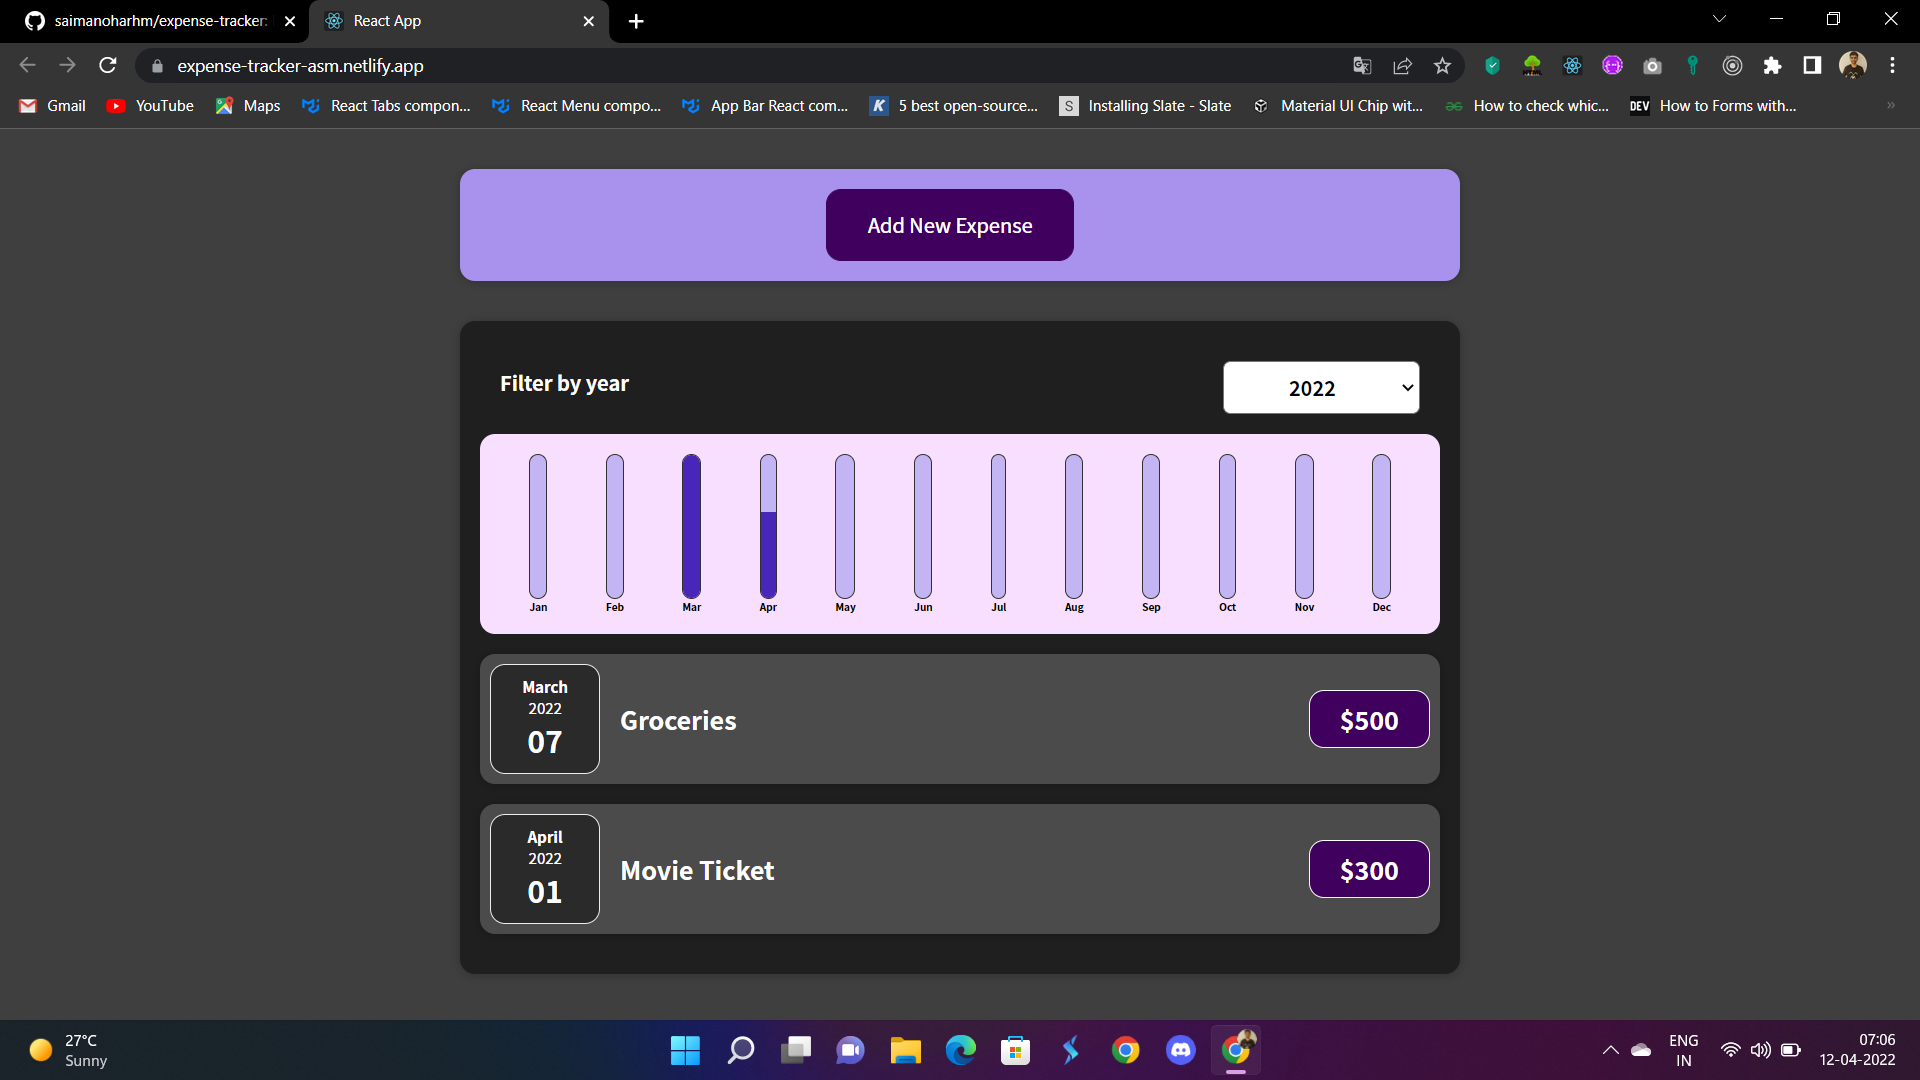 saimanoharhm/expense-tracker:
React App
expense-tracker-asm.netlify.app
Gmail
YouTube
Maps
React Tabs compon...
React Menu compo...
App Bar React com...
K
5 best open-source...
S
Installing Slate - Slate
Material UI Chip wit...
How to check whic...
DEV
How to Forms with...
»
Add New Expense
Filter by year
2022
Jan
Feb
Mar
Apr
May
Jun
Jul
Aug
Sep
Oct
Nov
Dec
March
2022
07
Groceries
$500
April
2022
01
Movie Ticket
$300
27°C
Sunny
ENG
IN
07:06
12-04-2022